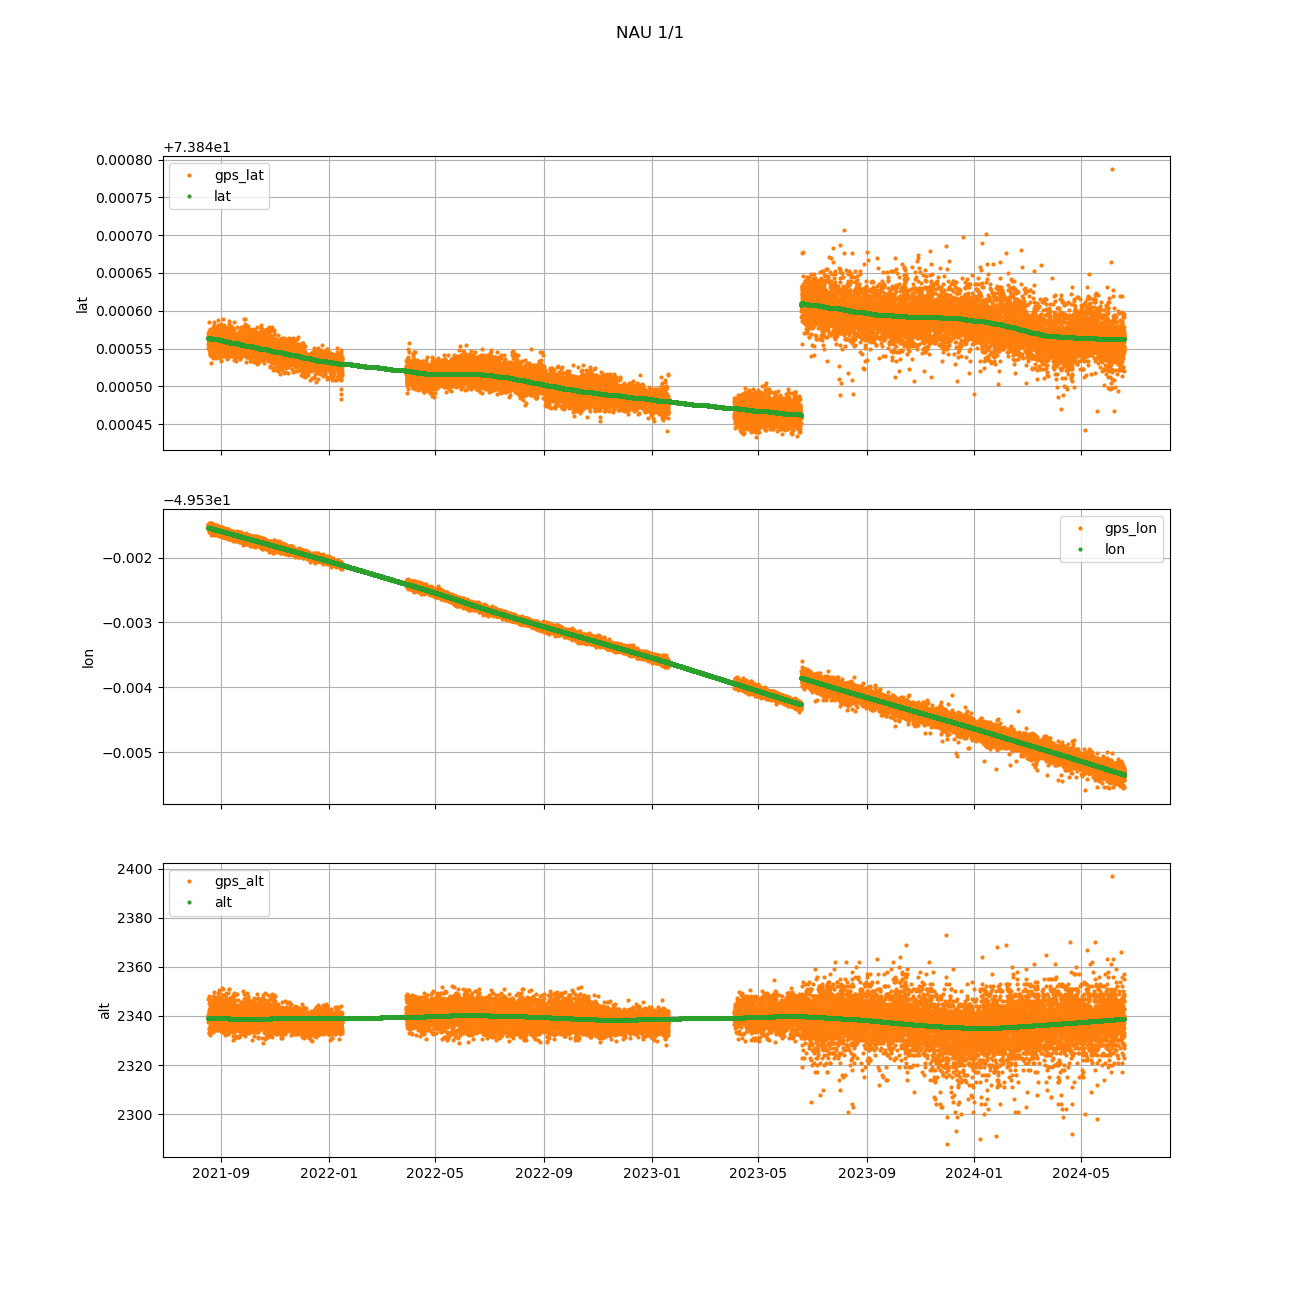 NAU 1/1
+7.384e1
0.00080
0.00075
0.00070
0.00065
0.00060
0.00055
0.00050
0.00045
lat
gps_lat
lat
−4.953e1
−0.002
−0.003
−0.004
−0.005
lon
gps_lon
lon
2400
2380
2360
2340
2320
2300
alt
gps_alt
alt
2021-09 2022-01 2022-05 2022-09 2023-01 2023-05 2023-09 2024-01 2024-05